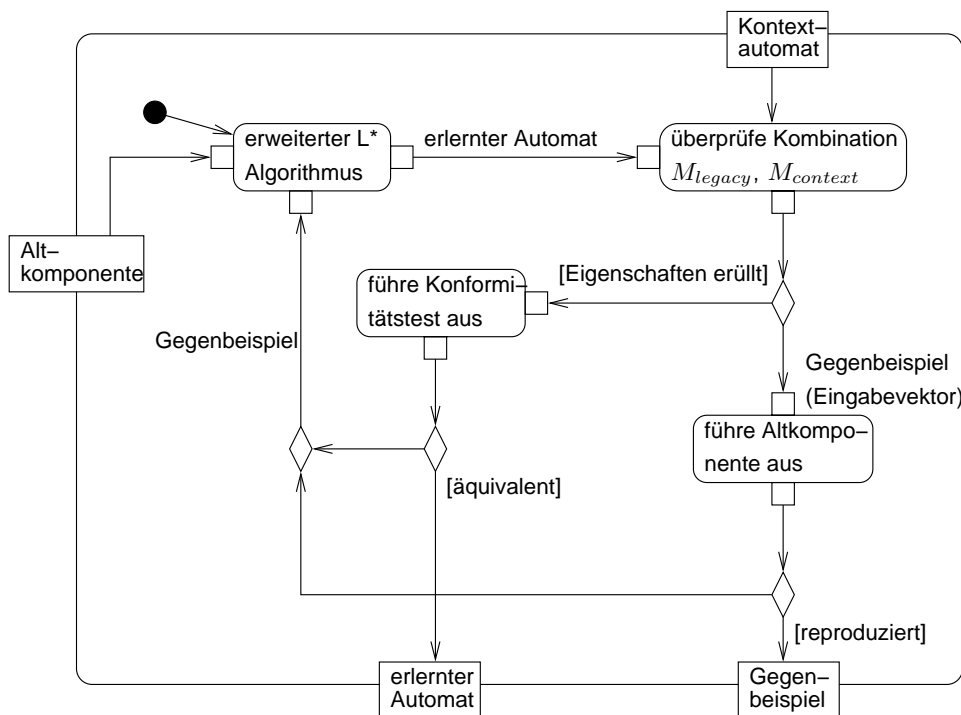 Kontext–
automat
erweiterter L*
Algorithmus
erlernter Automat
überprüfe Kombination
M_legacy, M_context
Alt–
komponente
führe Konformi–
tätstest aus
[Eigenschaften erüllt]
Gegenbeispiel
Gegenbeispiel
(Eingabevektor)
führe Altkompo–
nente aus
[äquivalent]
[reproduziert]
erlernter
Automat
Gegen–
beispiel